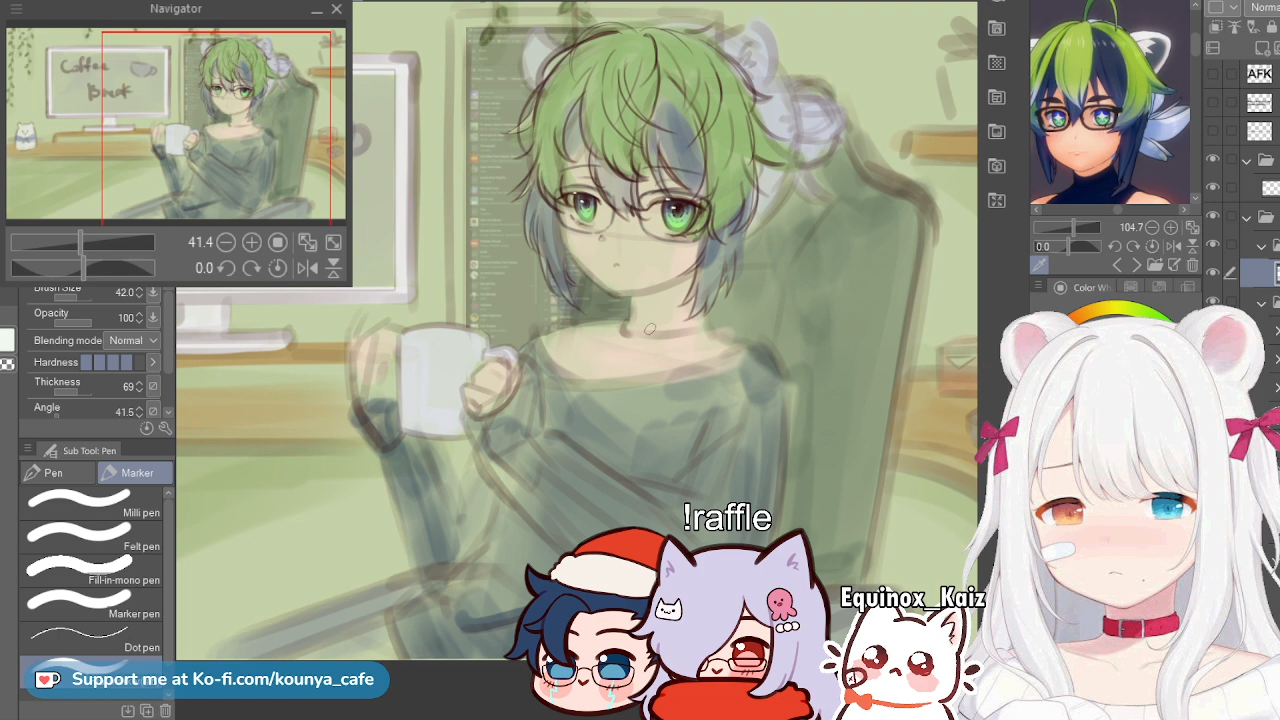 Navigator
Coffee
Break
41.4
0.0
Brush Size
42.0
Opacity
100
Blending mode
Normal
Hardness
Thickness
69
Angle
41.5
Sub Tool: Pen
Pen
Marker
Milli pen
Felt pen
Fill-in-mono pen
Marker pen
Dot pen
Support me at Ko-fi.com/kounya_cafe
!raffle
Equinox_Kaiz
Norma
AFK
104.7
0.0
Color Wh